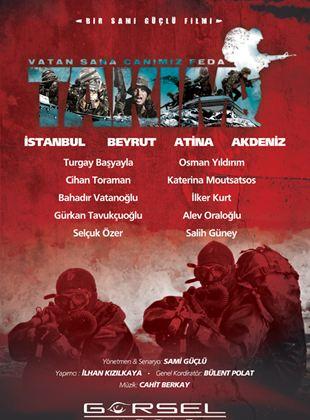 BİR SAMİ GÜÇLÜ FİLMİ
VATAN SANA CANIMIZ FEDA
TAKIM
İSTANBUL BEYRUT ATİNA AKDENİZ
Turgay Başyayla Osman Yıldırım
Cihan Toraman Katerina Moutsatsos
Bahadır Vatanoğlu İlker Kurt
Gürkan Tavukçuoğlu Alev Oraloğlu
Selçuk Özer Salih Güney
Yönetmen & Senaryo: SAMİ GÜÇLÜ
Yapımcı : İLHAN KIZILKAYA · Genel Kordiratör: BÜLENT POLAT
Müzik: CAHİT BERKAY
GÖRSEL